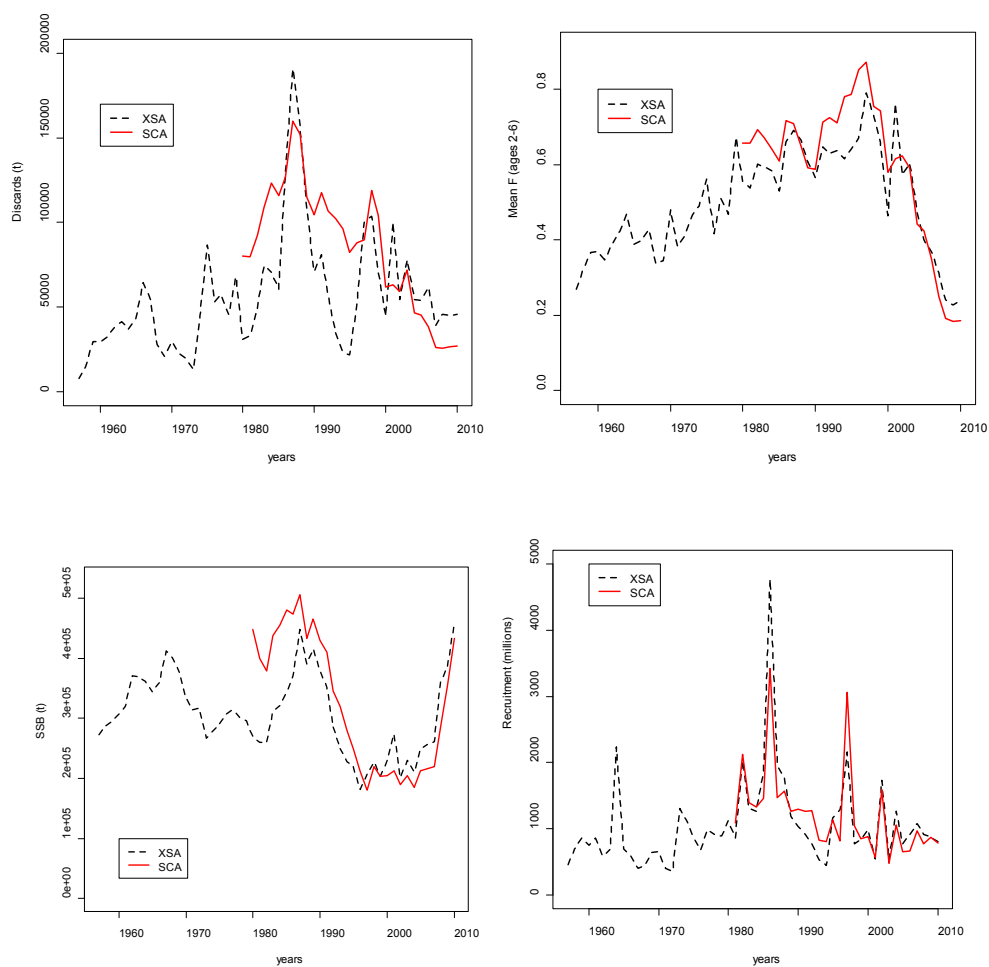 Discards (t)
200000
150000
100000
50000
0
XSA
SCA
1960 1970 1980 1990 2000 2010
years
Mean F (ages 2-6)
0.8
0.6
0.4
0.2
0.0
XSA
SCA
1960 1970 1980 1990 2000 2010
years
SSB (t)
5e+05
4e+05
3e+05
2e+05
1e+05
0e+00
XSA
SCA
1960 1970 1980 1990 2000 2010
years
Recruitment (millions)
5000
4000
3000
2000
1000
0
XSA
SCA
1960 1970 1980 1990 2000 2010
years